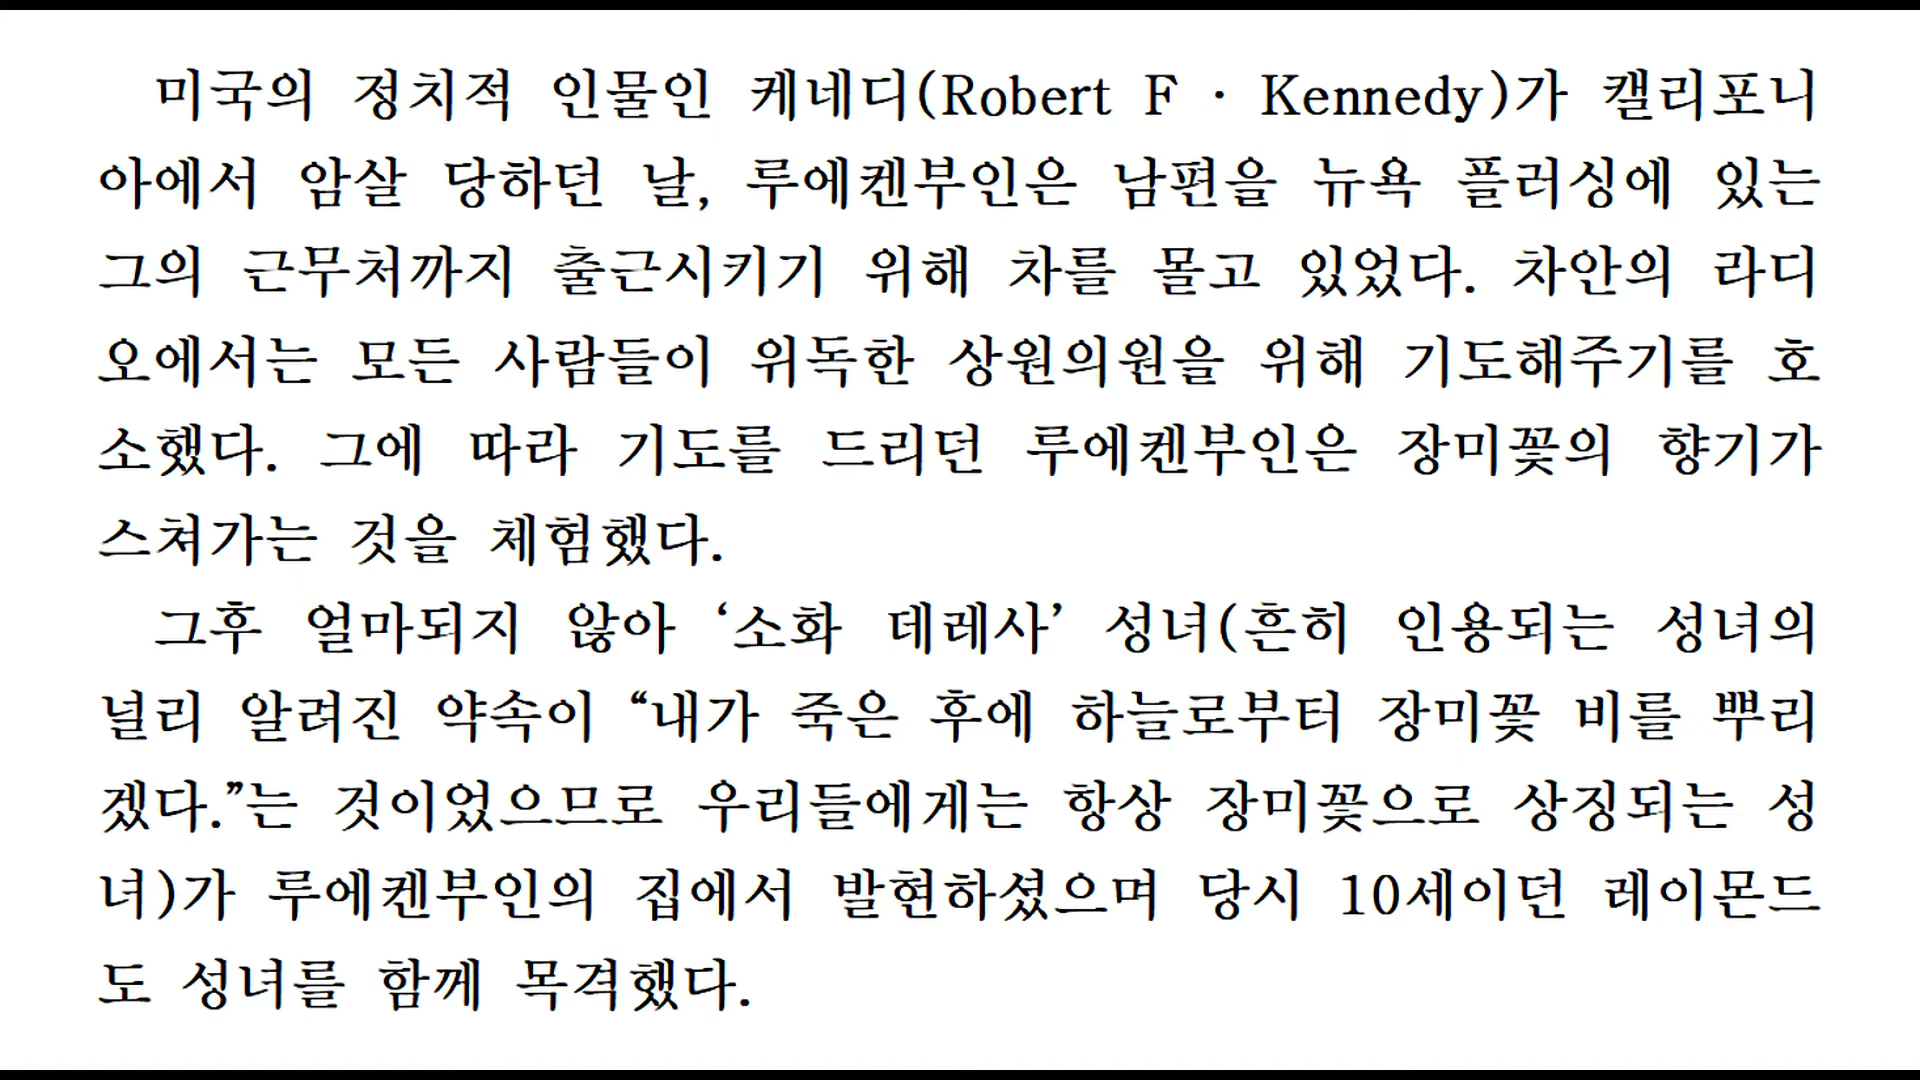 미국의 정치적 인물인 케네디(Robert F · Kennedy)가 캘리포니
아에서 암살 당하던 날, 루에켄부인은 남편을 뉴욕 플러싱에 있는
그의 근무처까지 출근시키기 위해 차를 몰고 있었다. 차안의 라디
오에서는 모든 사람들이 위독한 상원의원을 위해 기도해주기를 호
소했다. 그에 따라 기도를 드리던 루에켄부인은 장미꽃의 향기가
스쳐가는 것을 체험했다.
그후 얼마되지 않아 ‘소화 데레사’ 성녀(흔히 인용되는 성녀의
널리 알려진 약속이 “내가 죽은 후에 하늘로부터 장미꽃 비를 뿌리
겠다.”는 것이었으므로 우리들에게는 항상 장미꽃으로 상징되는 성
녀)가 루에켄부인의 집에서 발현하셨으며 당시 10세이던 레이몬드
도 성녀를 함께 목격했다.